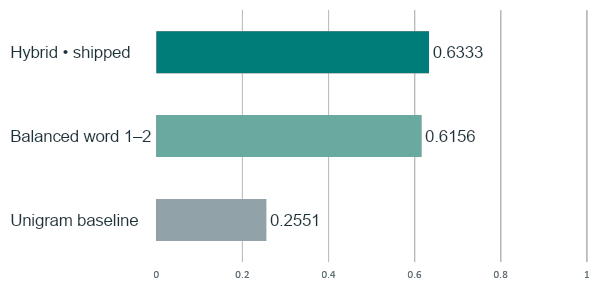 Hybrid • shipped 0.6333
Balanced word 1–2 0.6156
Unigram baseline 0.2551
0 0.2 0.4 0.6 0.8 1